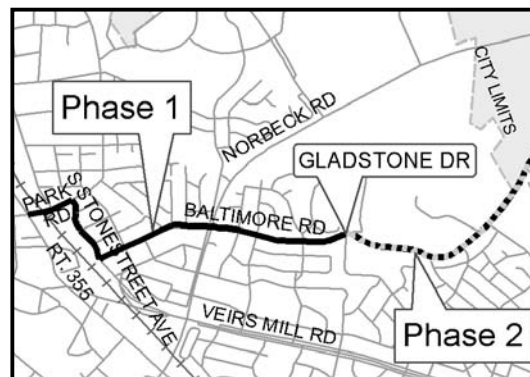 Phase 1
NORBECK RD
CITY LIMITS
GLADSTONE DR
PARK
RD
S STONESTREET AVE
BALTIMORE RD
RT. 355
VEIRS MILL RD
Phase 2